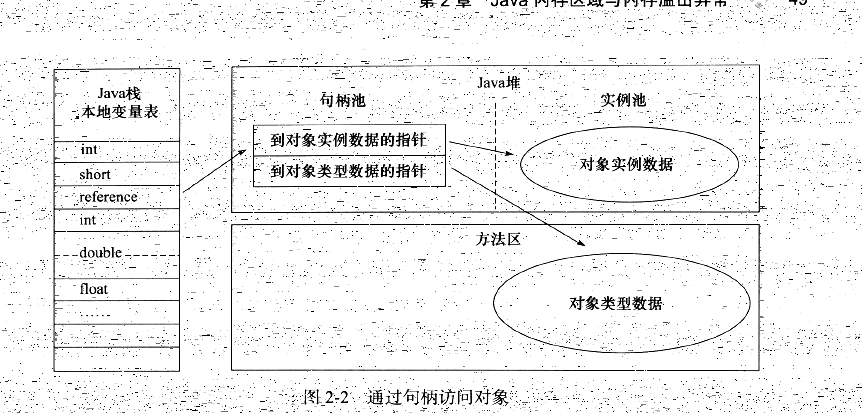 第2章 Java 内存区域与内存溢出异常 43
Java栈
本地变量表
int
short
reference
int
double
float
......
Java堆
句柄池
实例池
到对象实例数据的指针
到对象类型数据的指针
对象实例数据
方法区
对象类型数据
图 2-2 通过句柄访问对象